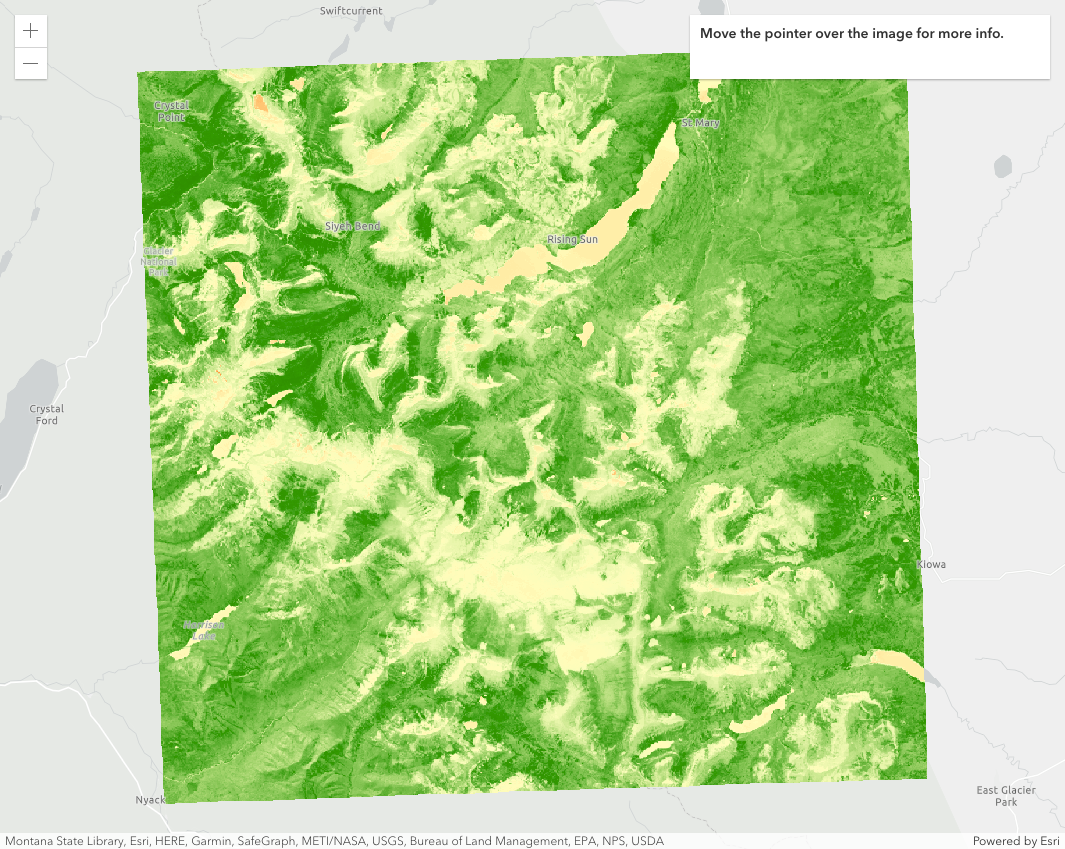 Swiftcurrent
+
Move the pointer over the image for more info.
−
Crystal
Point
St Mary
Siyeh Bend
Rising Sun
Glacier
National
Park
Crystal
Ford
Kiowa
Harrison
Lake
Nyack
East Glacier
Park
Montana State Library, Esri, HERE, Garmin, SafeGraph, METI/NASA, USGS, Bureau of Land Management, EPA, NPS, USDA
Powered by Esri